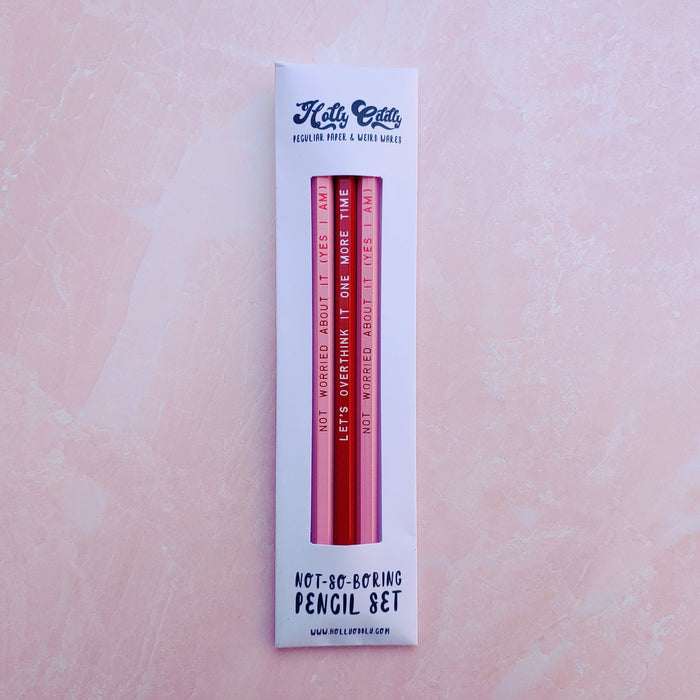 Holly Oddly
PECULIAR PAPER & WEIRD WARES
NOT WORRIED ABOUT IT (YES I AM)
LET'S OVERTHINK IT ONE MORE TIME
NOT WORRIED ABOUT IT (YES I AM)
NOT-SO-BORING
PENCIL SET
WWW.HOLLYODDLY.COM